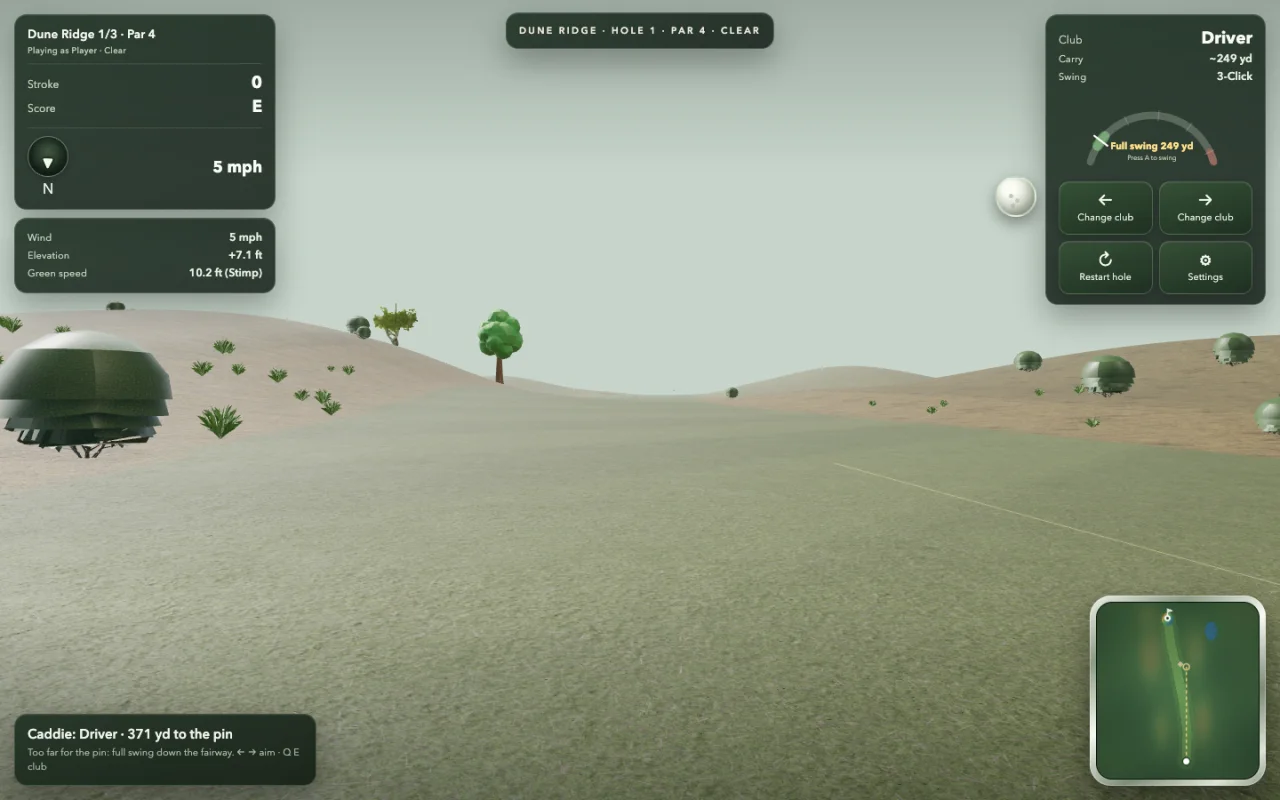 Dune Ridge 1/3 · Par 4
Playing as Player · Clear
Stroke 0
Score E
5 mph
N
Wind 5 mph
Elevation +7.1 ft
Green speed 10.2 ft (Stimp)
DUNE RIDGE · HOLE 1 · PAR 4 · CLEAR
Club Driver
Carry ~249 yd
Swing 3-Click
Full swing 249 yd
Press A to swing
← Change club
→ Change club
Restart hole
Settings
Caddie: Driver · 371 yd to the pin
Too far for the pin: full swing down the fairway. ← → aim · Q E
club